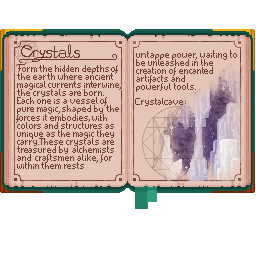 Crystals
Form the hidden depths of
the earth where ancient
magical currents interwine,
the crystals are born.
Each one is a vessel of
pure magic, shaped by the
forces it embodies, with
colors and structures as
unique as the magic they
carry.These crystals are
treasured by alchemists
and craftsmen alike, for
within them rests
untappe power, waiting to
be unleashed in the
creation of encanted
artifacts and
powerful tools.
Crystalcave: